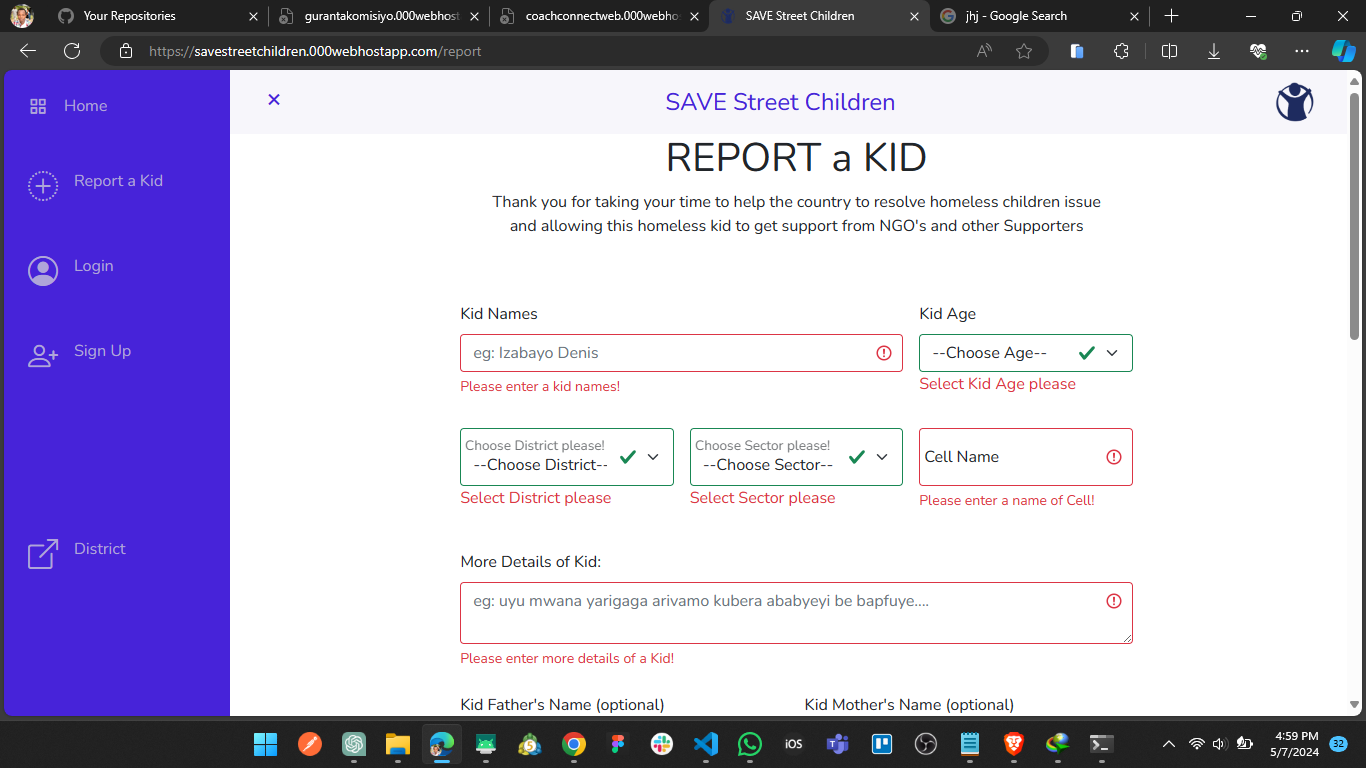 Your Repositories
gurantakomisiyo.000webhost
coachconnectweb.000webho
SAVE Street Children
jhj - Google Search
https://savestreetchildren.000webhostapp.com/report
Home
SAVE Street Children
REPORT a KID
Report a Kid
Thank you for taking your time to help the country to resolve homeless children issue
and allowing this homeless kid to get support from NGO's and other Supporters
Login
Sign Up
District
Kid Names
Kid Age
eg: Izabayo Denis
--Choose Age--
Please enter a kid names!
Select Kid Age please
Choose District please!
--Choose District--
Choose Sector please!
--Choose Sector--
Cell Name
Select District please
Select Sector please
Please enter a name of Cell!
More Details of Kid:
eg: uyu mwana yarigaga arivamo kubera ababyeyi be bapfuye....
Please enter more details of a Kid!
Kid Father's Name (optional)
Kid Mother's Name (optional)
iOS
4:59 PM
5/7/2024
32